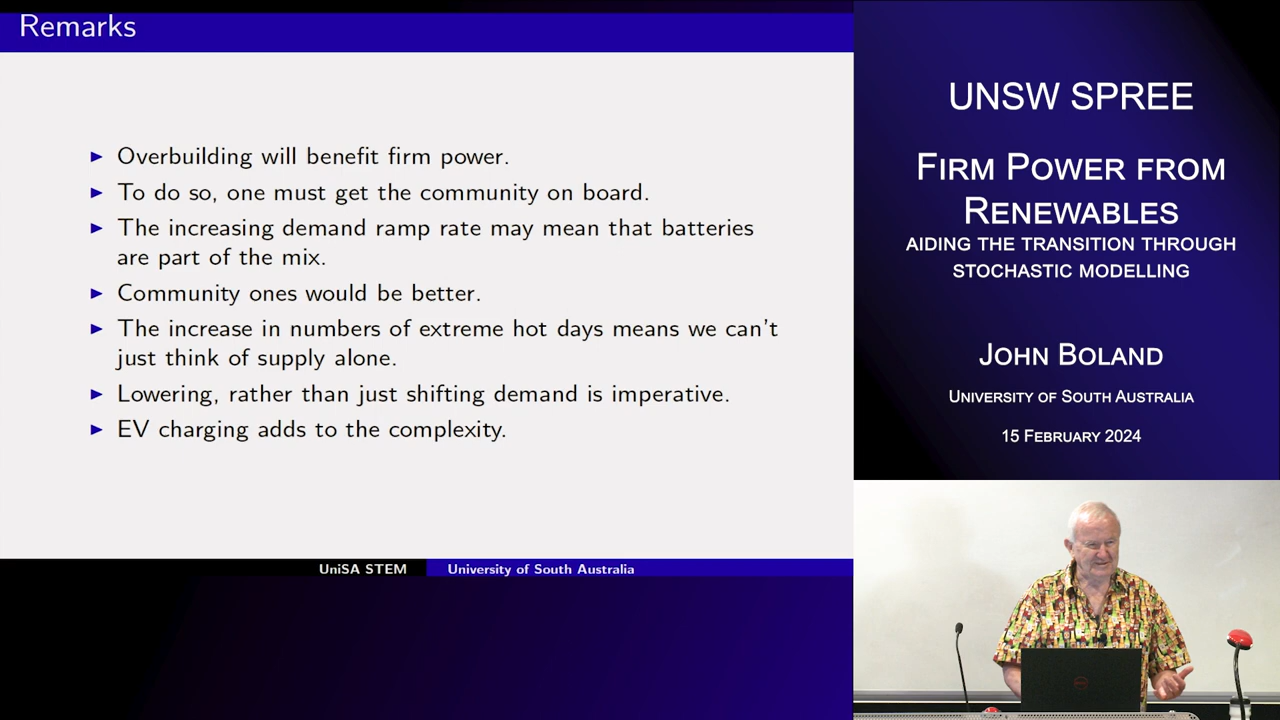 Remarks
Overbuilding will benefit firm power.
To do so, one must get the community on board.
The increasing demand ramp rate may mean that batteries
are part of the mix.
Community ones would be better.
The increase in numbers of extreme hot days means we can't
just think of supply alone.
Lowering, rather than just shifting demand is imperative.
EV charging adds to the complexity.
UniSA STEM
University of South Australia
UNSW SPREE
FIRM POWER FROM
RENEWABLES
AIDING THE TRANSITION THROUGH
STOCHASTIC MODELLING
JOHN BOLAND
UNIVERSITY OF SOUTH AUSTRALIA
15 FEBRUARY 2024
DELL